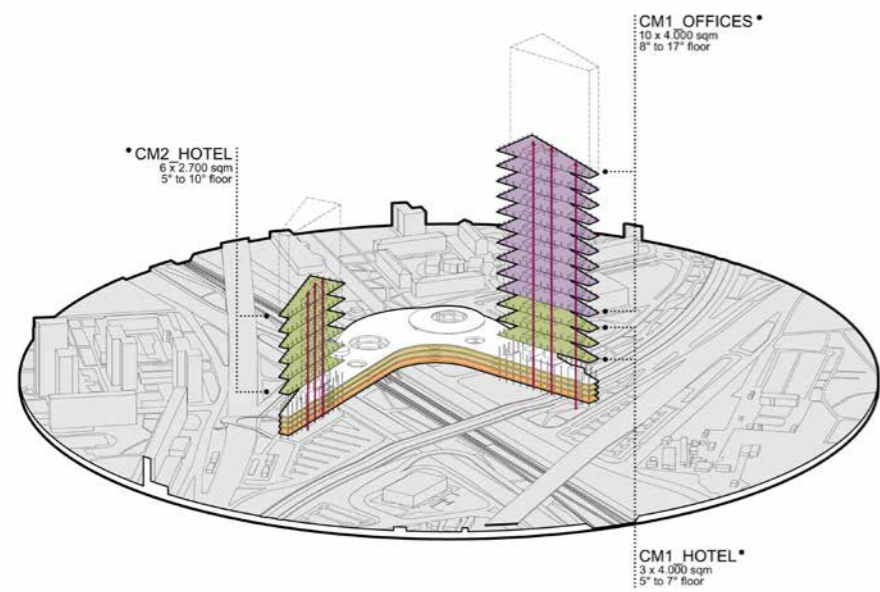 CM1_OFFICES
10 x 4.000 sqm
8° to 17° floor
CM2_HOTEL
6 x 2.700 sqm
5° to 10° floor
CM1_HOTEL
3 x 4.000 sqm
5° to 7° floor